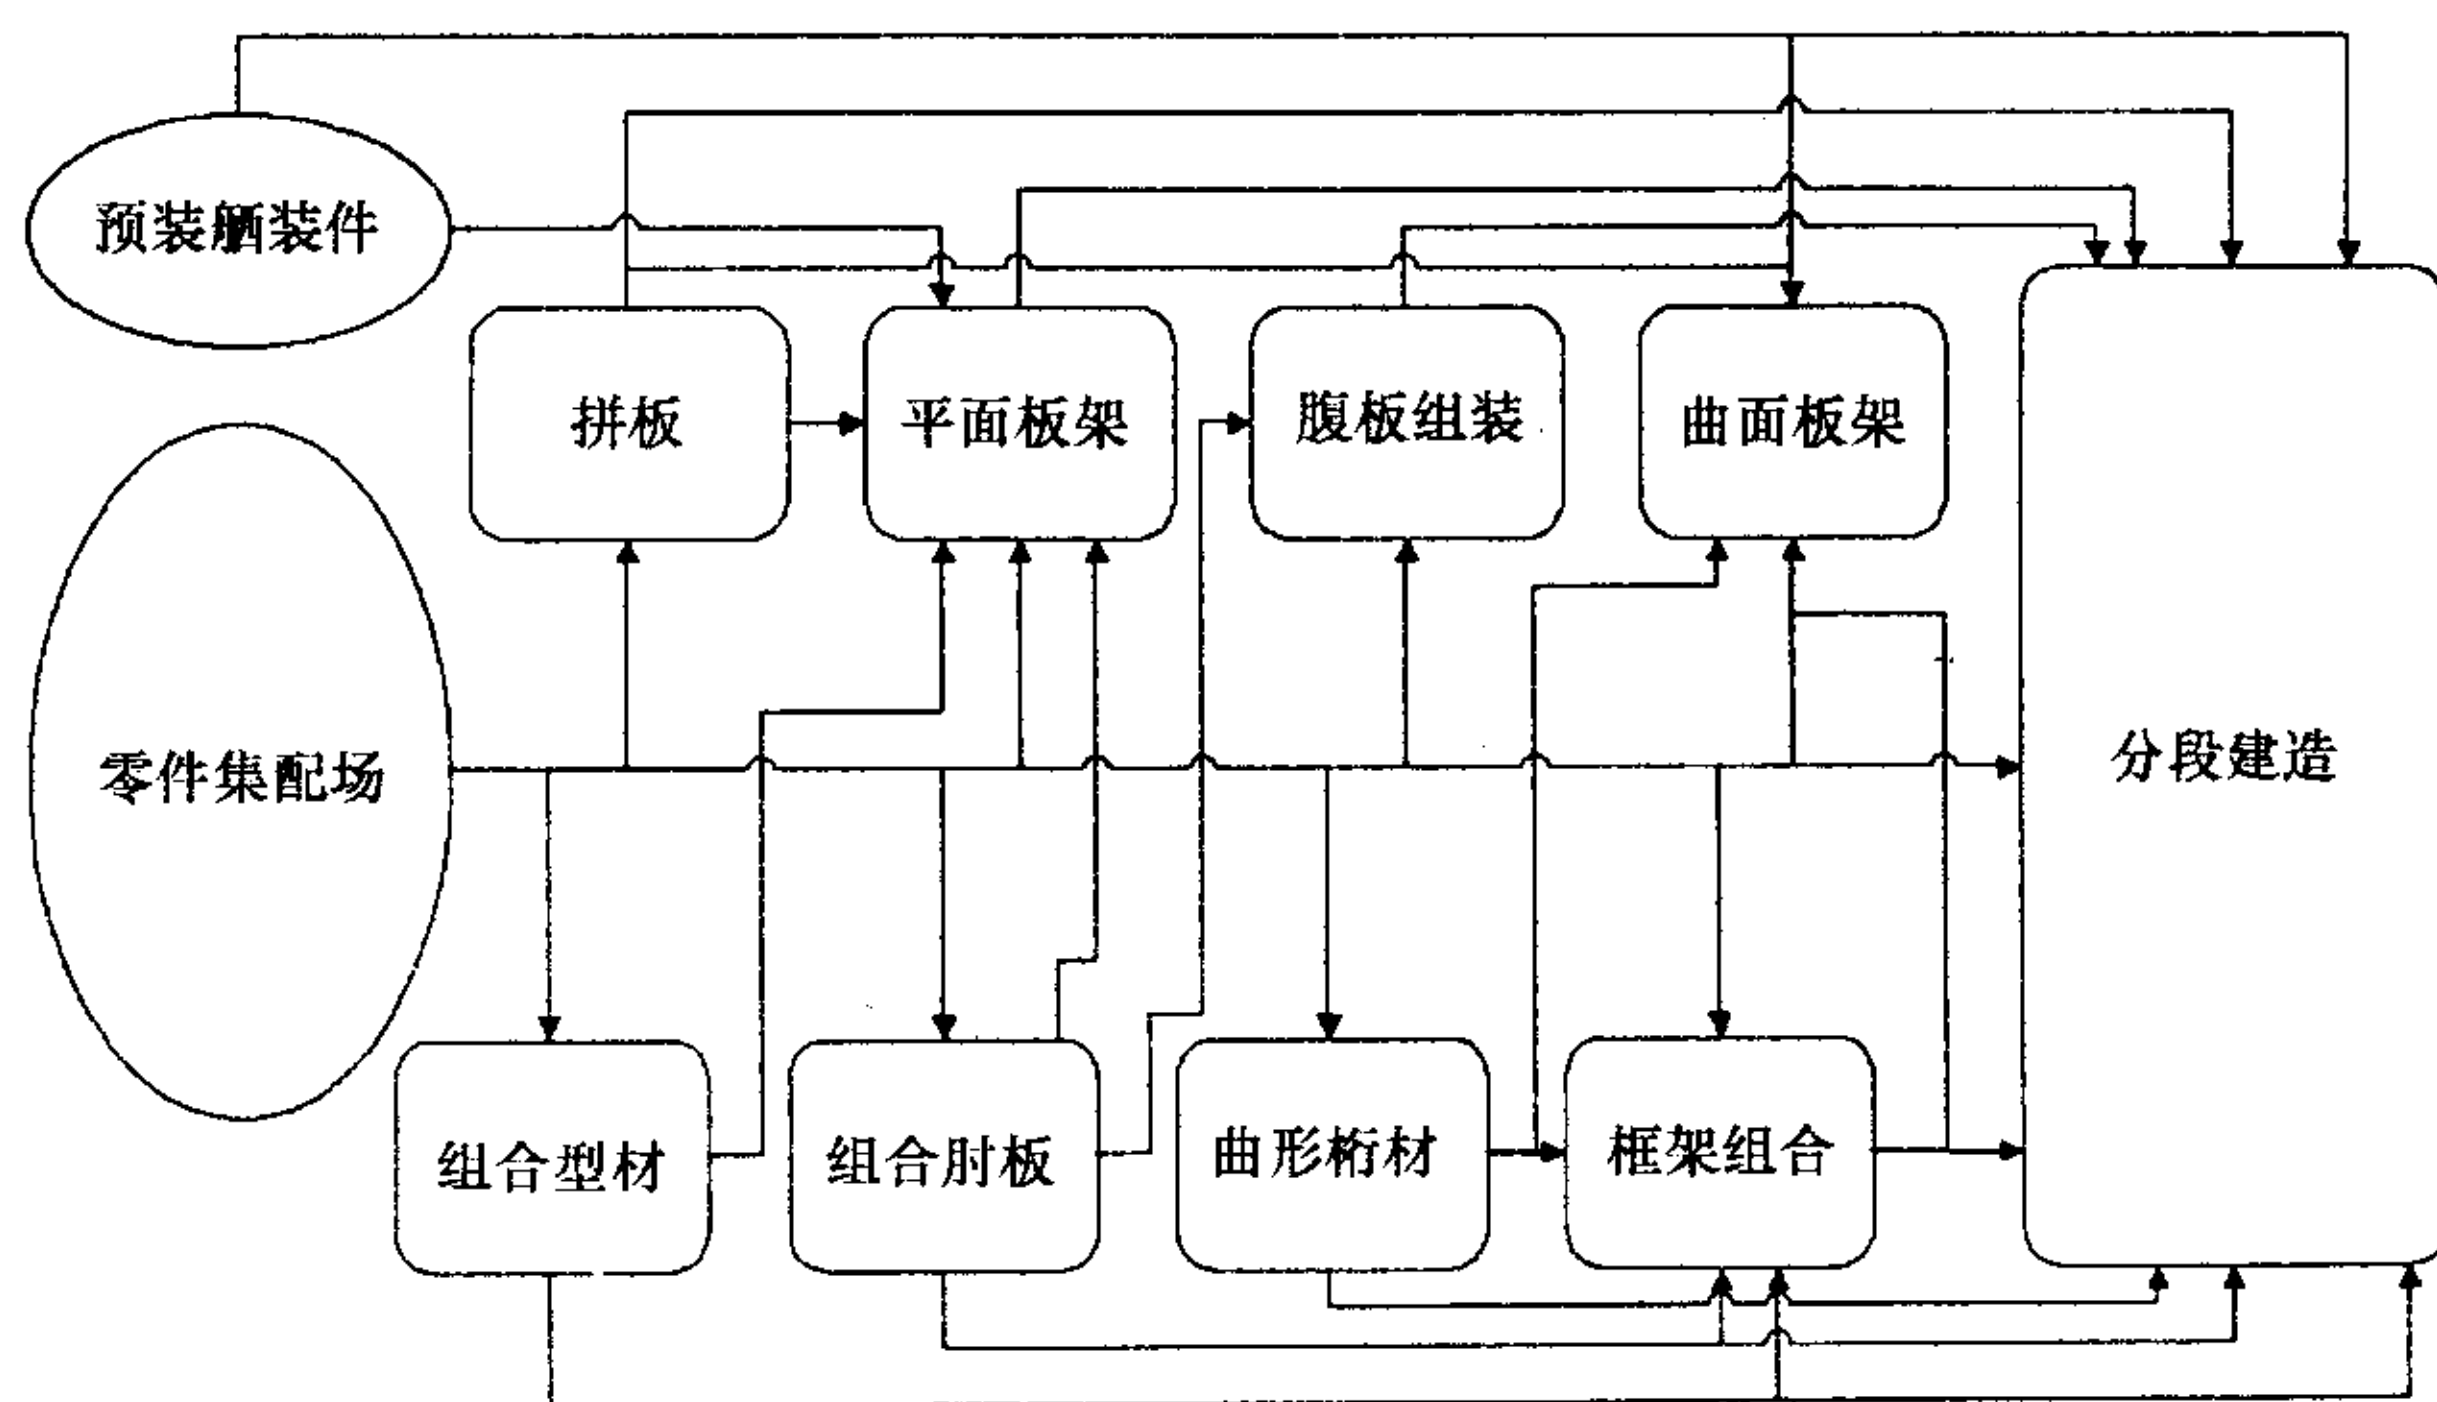 预装舾装件
拼板
平面板架
腹板组装
曲面板架
零件集配场
分段建造
组合型材
组合肘板
曲形桁材
框架组合